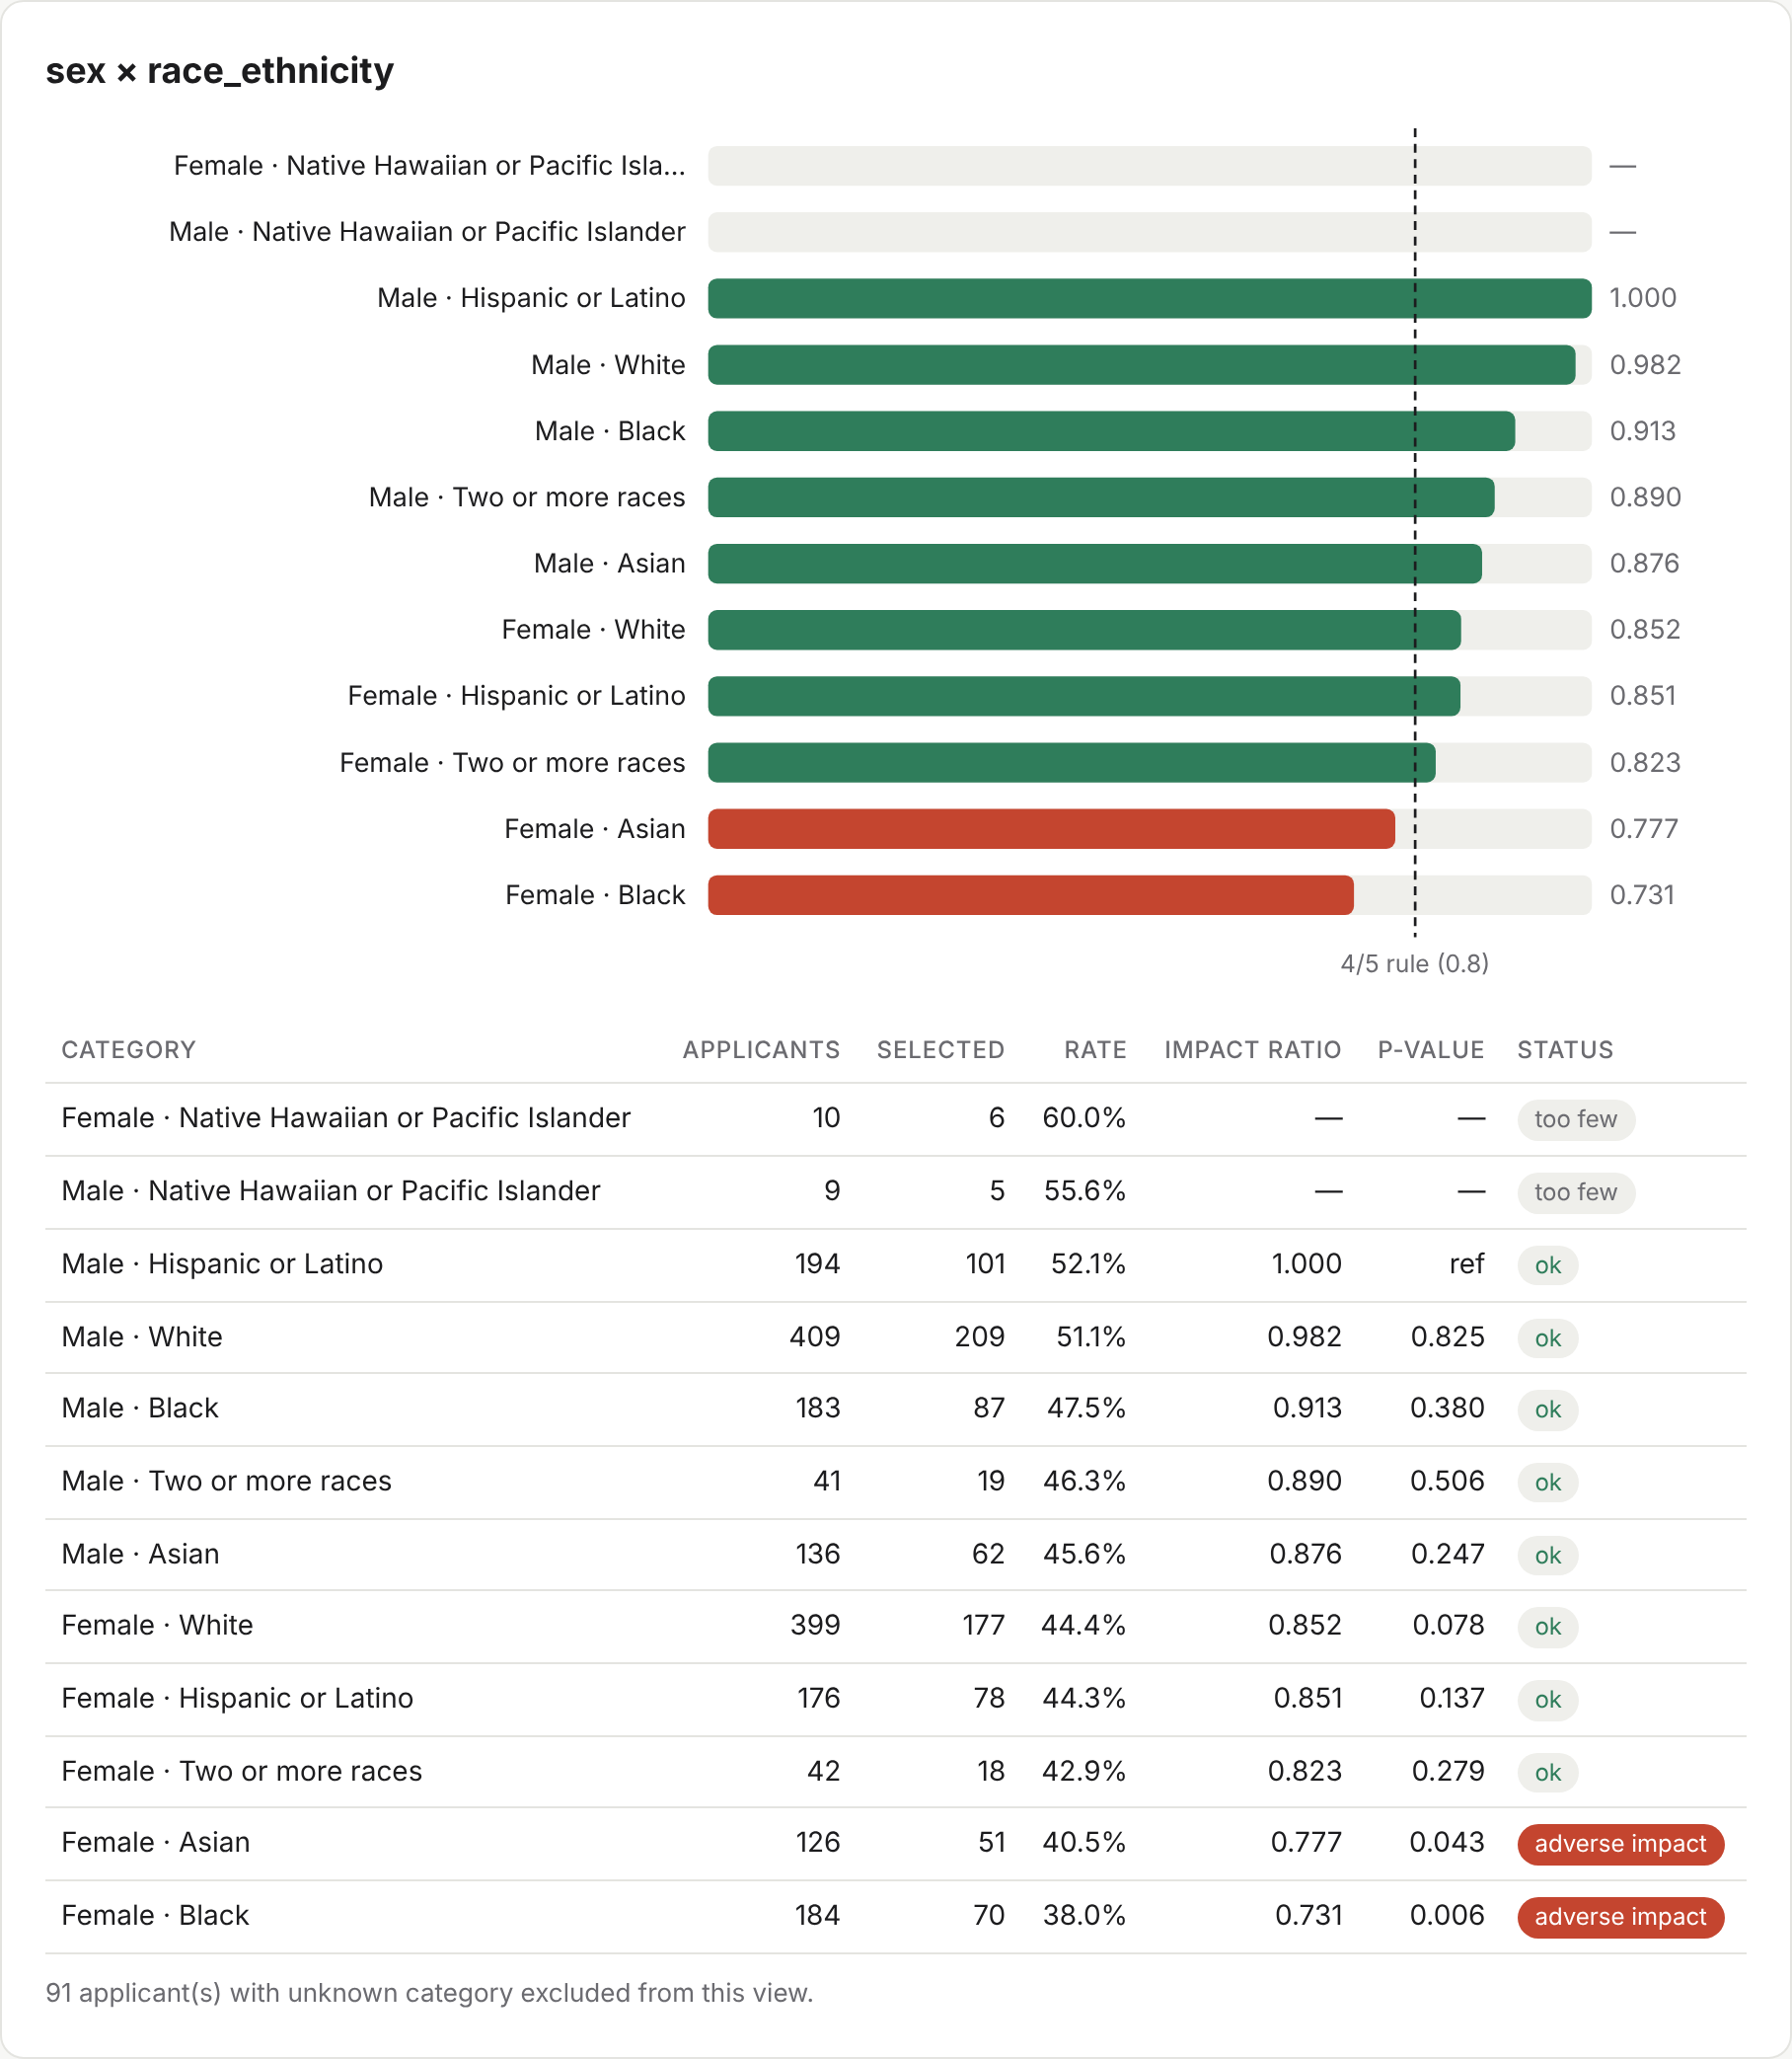 sex × race_ethnicity
Female · Native Hawaiian or Pacific Isla... —
Male · Native Hawaiian or Pacific Islander —
Male · Hispanic or Latino 1.000
Male · White 0.982
Male · Black 0.913
Male · Two or more races 0.890
Male · Asian 0.876
Female · White 0.852
Female · Hispanic or Latino 0.851
Female · Two or more races 0.823
Female · Asian 0.777
Female · Black 0.731
4/5 rule (0.8)
CATEGORY APPLICANTS SELECTED RATE IMPACT RATIO P-VALUE STATUS
Female · Native Hawaiian or Pacific Islander 10 6 60.0% — — too few
Male · Native Hawaiian or Pacific Islander 9 5 55.6% — — too few
Male · Hispanic or Latino 194 101 52.1% 1.000 ref ok
Male · White 409 209 51.1% 0.982 0.825 ok
Male · Black 183 87 47.5% 0.913 0.380 ok
Male · Two or more races 41 19 46.3% 0.890 0.506 ok
Male · Asian 136 62 45.6% 0.876 0.247 ok
Female · White 399 177 44.4% 0.852 0.078 ok
Female · Hispanic or Latino 176 78 44.3% 0.851 0.137 ok
Female · Two or more races 42 18 42.9% 0.823 0.279 ok
Female · Asian 126 51 40.5% 0.777 0.043 adverse impact
Female · Black 184 70 38.0% 0.731 0.006 adverse impact
91 applicant(s) with unknown category excluded from this view.